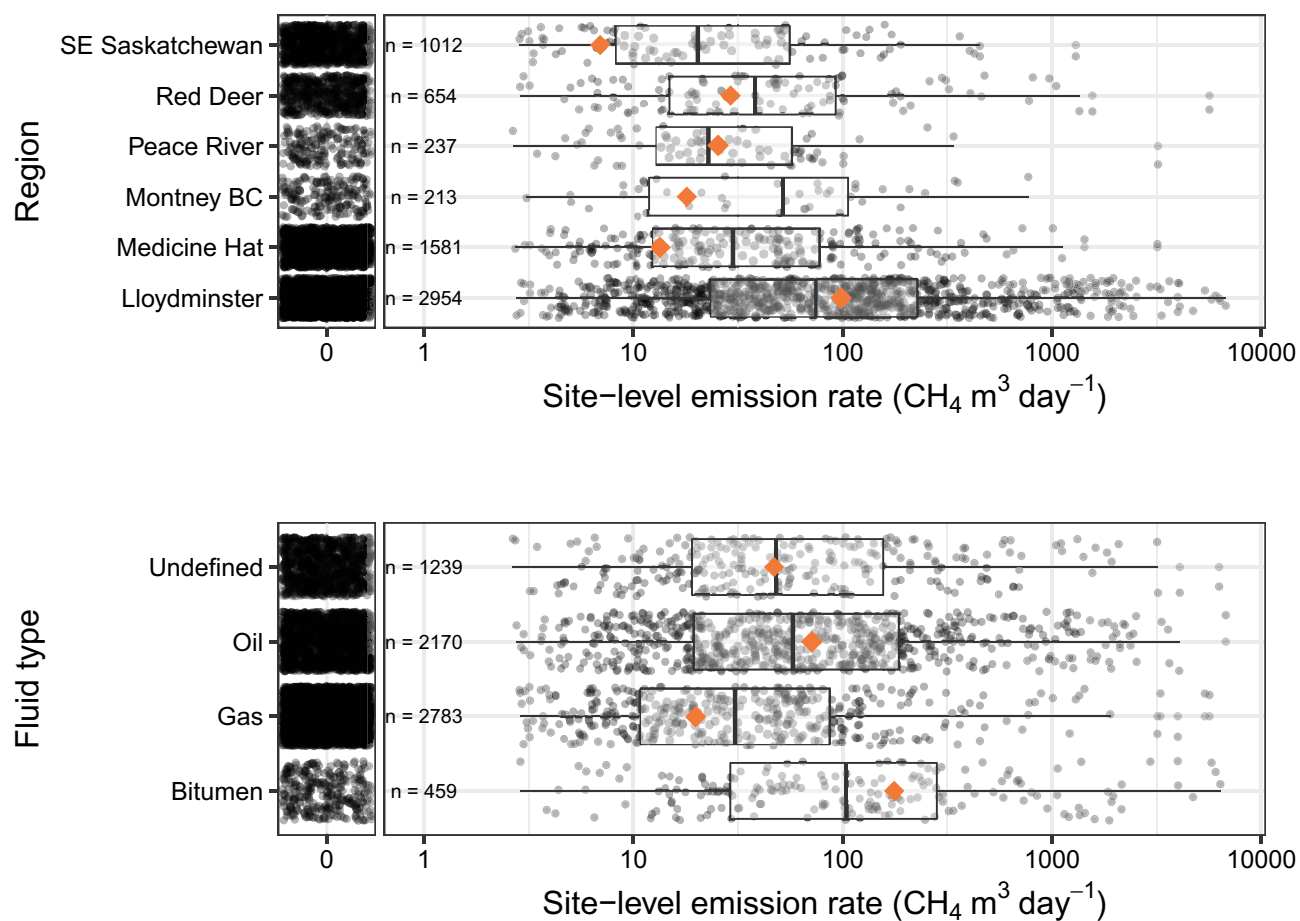 Region
SE Saskatchewan
n = 1012
Red Deer
n = 654
Peace River
n = 237
Montney BC
n = 213
Medicine Hat
n = 1581
Lloydminster
n = 2954
0 1 10 100 1000 10000
Site−level emission rate (CH₄ m³ day⁻¹)
Fluid type
Undefined
n = 1239
Oil
n = 2170
Gas
n = 2783
Bitumen
n = 459
0 1 10 100 1000 10000
Site−level emission rate (CH₄ m³ day⁻¹)